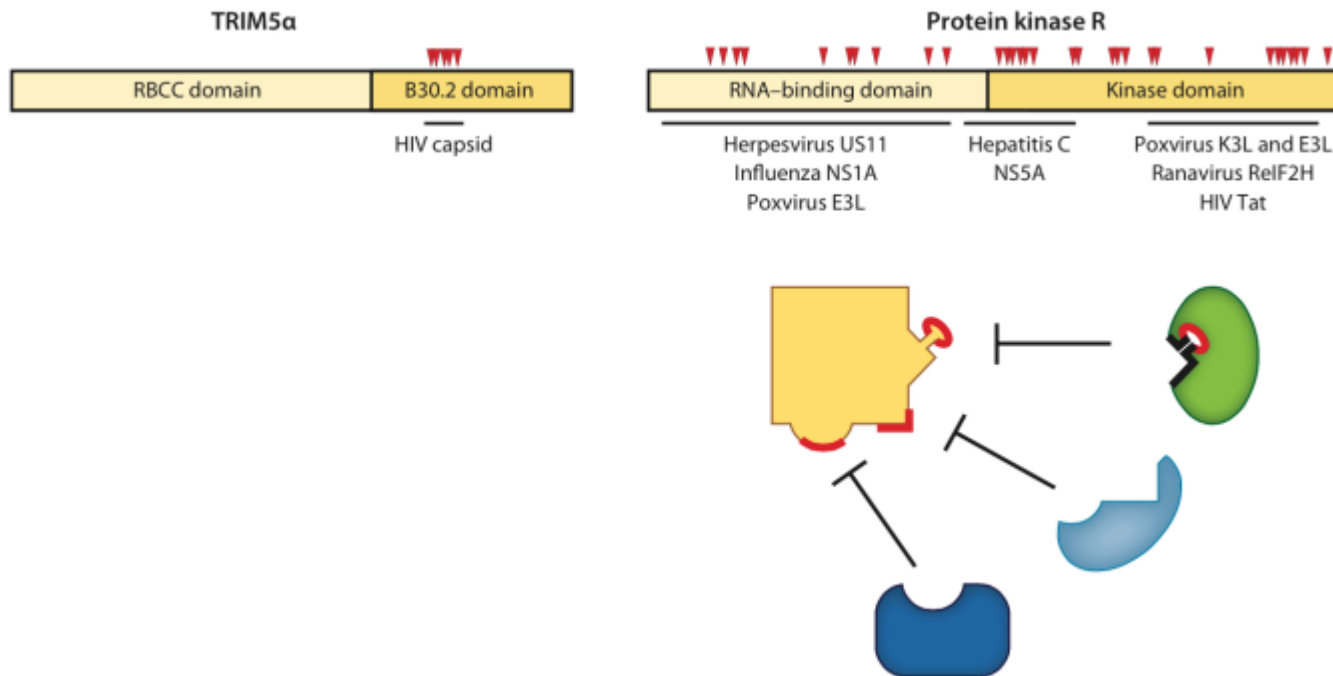 TRIM5α
Protein kinase R
RBCC domain
B30.2 domain
RNA–binding domain
Kinase domain
HIV capsid
Herpesvirus US11
Influenza NS1A
Poxvirus E3L
Hepatitis C
NS5A
Poxvirus K3L and E3L
Ranavirus ReIF2H
HIV Tat